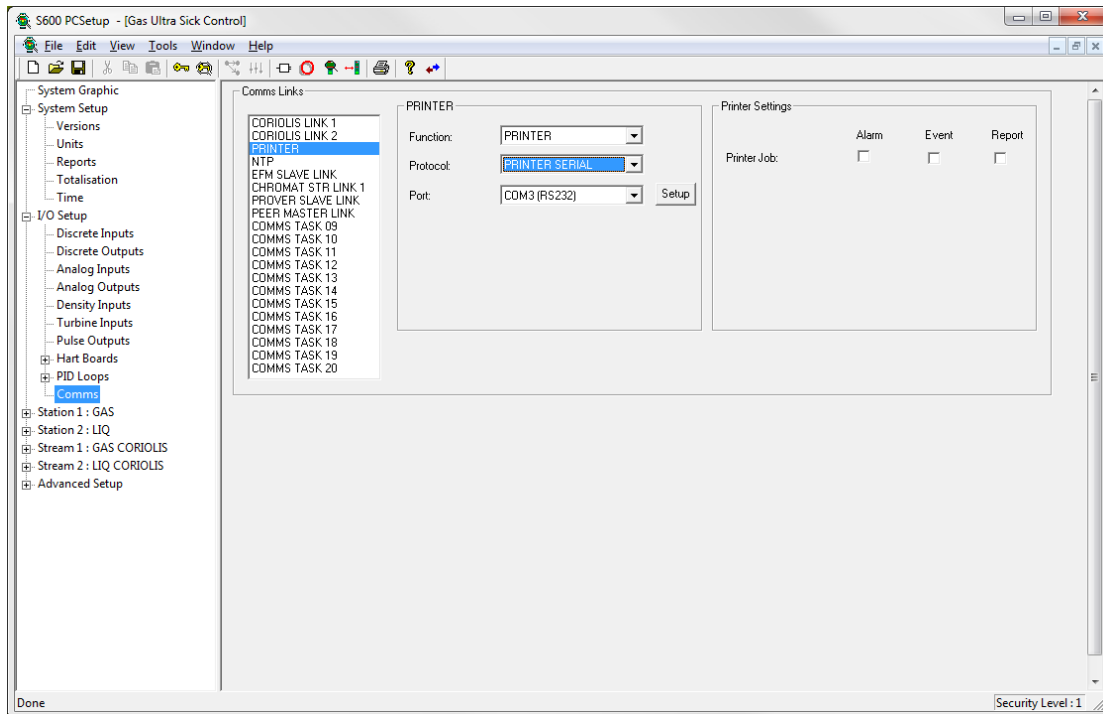 S600 PCSetup - [Gas Ultra Sick Control]
File Edit View Tools Window Help
System Graphic
System Setup
Versions
Units
Reports
Totalisation
Time
I/O Setup
Discrete Inputs
Discrete Outputs
Analog Inputs
Analog Outputs
Density Inputs
Turbine Inputs
Pulse Outputs
Hart Boards
PID Loops
Comms
Station 1 : GAS
Station 2 : LIQ
Stream 1 : GAS CORIOLIS
Stream 2 : LIQ CORIOLIS
Advanced Setup
Comms Links
CORIOLIS LINK 1
CORIOLIS LINK 2
PRINTER
NTP
EFM SLAVE LINK
CHROMAT STR LINK 1
PROVER SLAVE LINK
PEER MASTER LINK
COMMS TASK 09
COMMS TASK 10
COMMS TASK 11
COMMS TASK 12
COMMS TASK 13
COMMS TASK 14
COMMS TASK 15
COMMS TASK 16
COMMS TASK 17
COMMS TASK 18
COMMS TASK 19
COMMS TASK 20
PRINTER
Function: PRINTER
Protocol: PRINTER SERIAL
Port: COM3 (RS232) Setup
Printer Settings
Alarm Event Report
Printer Job:
Done Security Level : 1